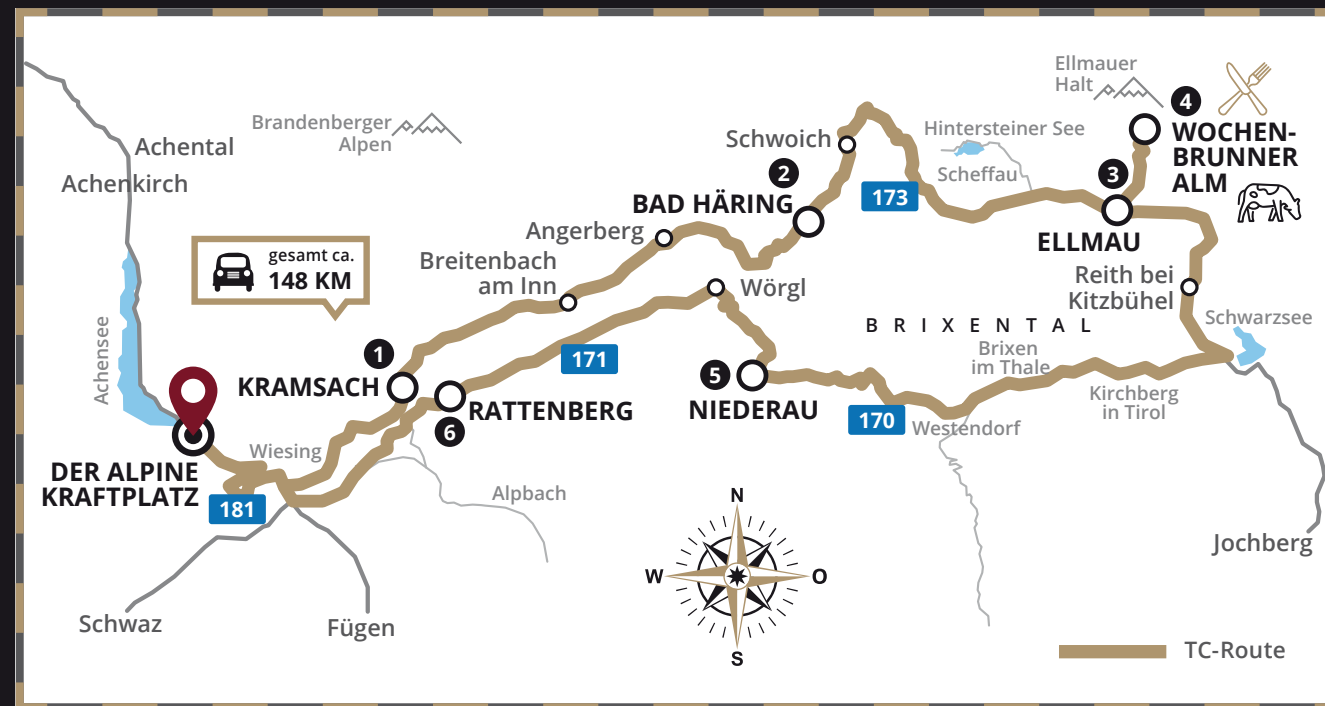 Ellmauer
Halt
4
Brandenberger
Alpen
Achental
Schwoich
Hintersteiner See
WOCHEN-
BRUNNER
ALM
Achenkirch
2
173
Scheffau
3
BAD HÄRING
Angerberg
ELLMAU
gesamt ca.
148 KM
Breitenbach
am Inn
Wörgl
Reith bei
Kitzbühel
BRIXENTAL
Schwarzsee
Achensee
1
171
Brixen
im Thale
KRAMSACH
5
Kirchberg
in Tirol
RATTENBERG
NIEDERAU
6
170
Westendorf
Wiesing
DER ALPINE
KRAFTPLATZ
181
Alpbach
N
W
O
S
Jochberg
Schwaz
Fügen
TC-Route